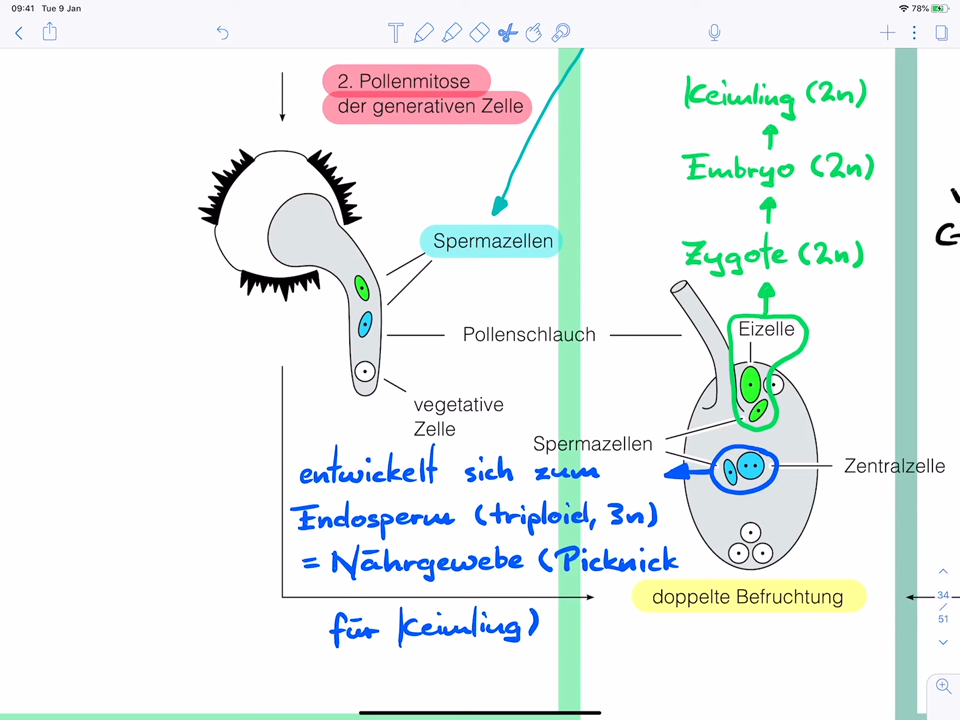 09:41 Tue 9 Jan
78%
2. Pollenmitose
der generativen Zelle
Spermazellen
Pollenschlauch
vegetative
Zelle
Keimling (2n)
Embryo (2n)
Zygote (2n)
Eizelle
Spermazellen
Zentralzelle
entwickelt sich zum
Endosperm (triploid, 3n)
= Nährgewebe (Picknick
für Keimling)
doppelte Befruchtung
34
/
51